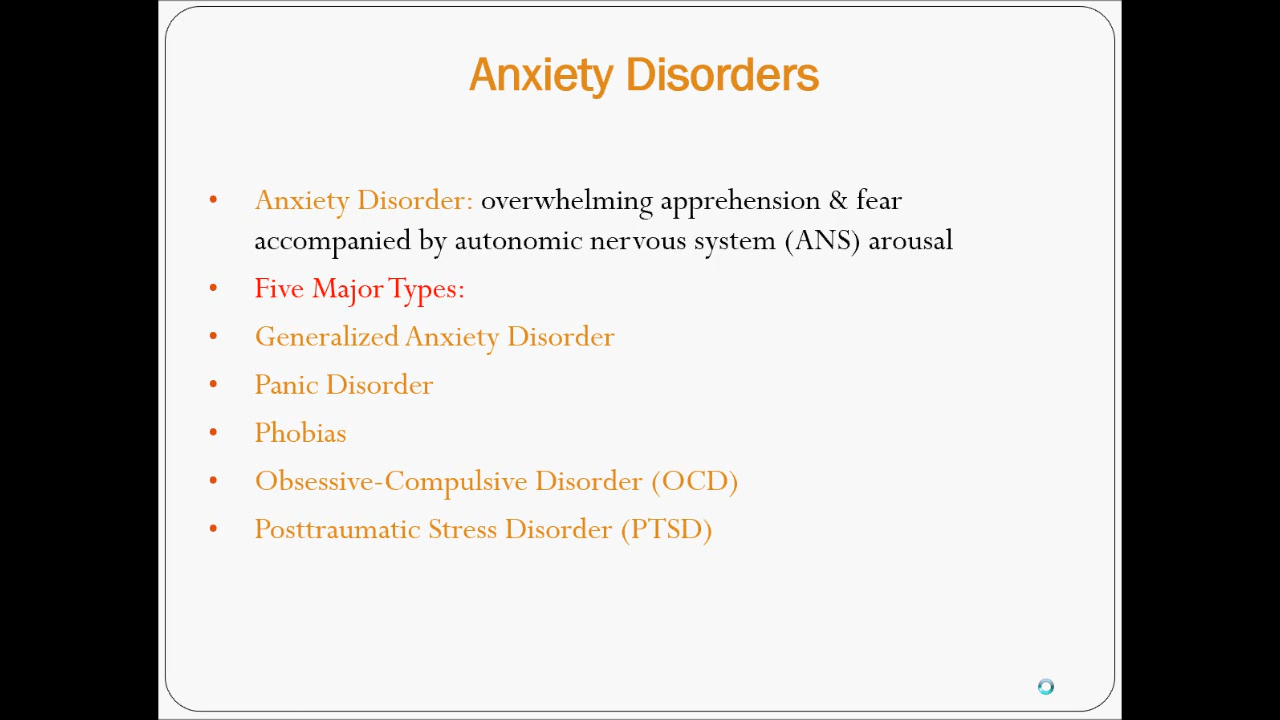 Anxiety Disorders
• Anxiety Disorder: overwhelming apprehension & fear
accompanied by autonomic nervous system (ANS) arousal
• Five Major Types:
• Generalized Anxiety Disorder
• Panic Disorder
• Phobias
• Obsessive-Compulsive Disorder (OCD)
• Posttraumatic Stress Disorder (PTSD)